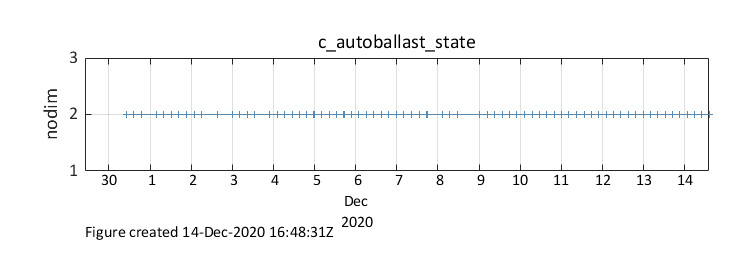 c_autoballast_state
3
2
1
nodim
30 1 2 3 4 5 6 7 8 9 10 11 12 13 14
Dec
2020
Figure created 14-Dec-2020 16:48:31Z